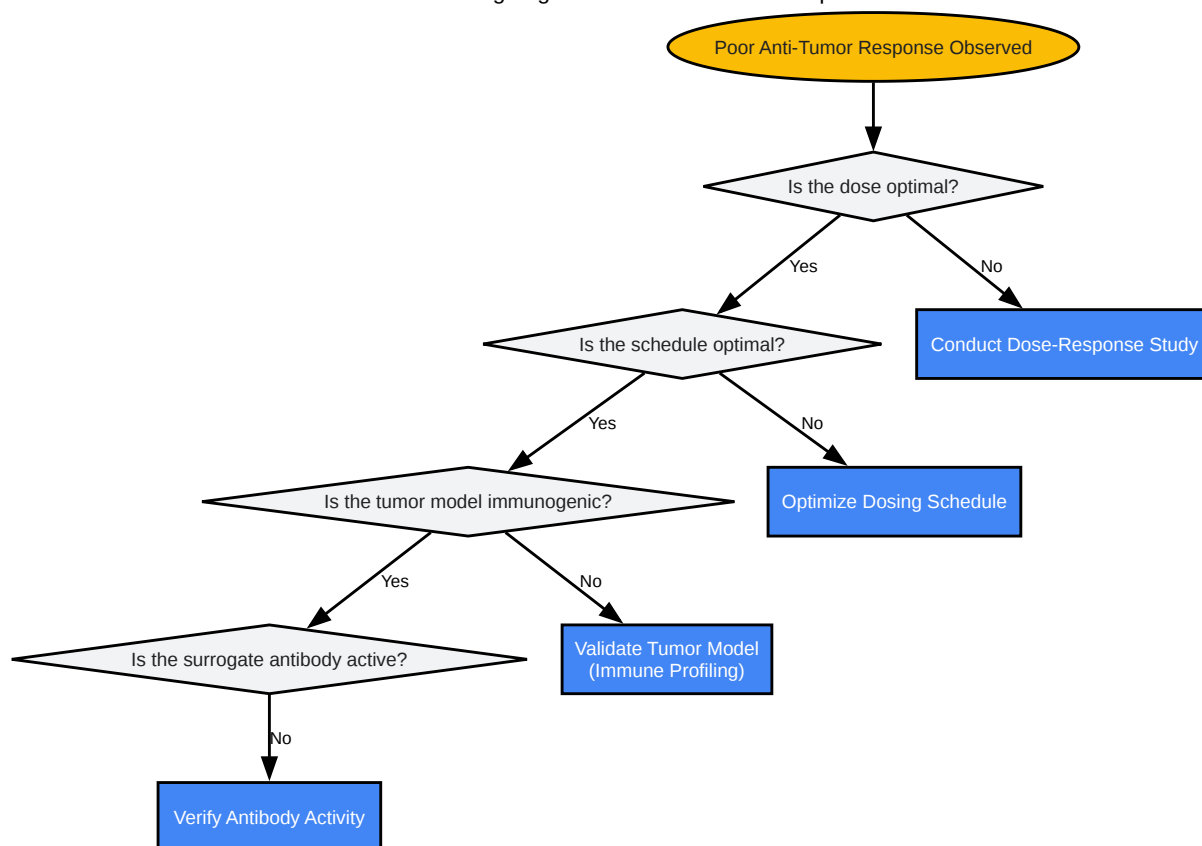 Poor Anti-Tumor Response Observed
Is the dose optimal?
Yes
No
Is the schedule optimal?
Conduct Dose-Response Study
Yes
No
Is the tumor model immunogenic?
Optimize Dosing Schedule
Yes
No
Is the surrogate antibody active?
Validate Tumor Model
(Immune Profiling)
No
Verify Antibody Activity